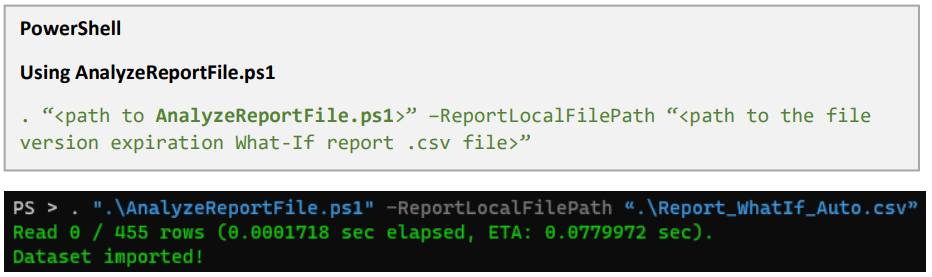 PowerShell
Using AnalyzeReportFile.ps1
. “<path to AnalyzeReportFile.ps1>” –ReportLocalFilePath “<path to the file
version expiration What-If report .csv file>”
PS > . ".\AnalyzeReportFile.ps1" –ReportLocalFilePath “.\Report_WhatIf_Auto.csv”
Read 0 / 455 rows (0.0001718 sec elapsed, ETA: 0.0779972 sec).
Dataset imported!